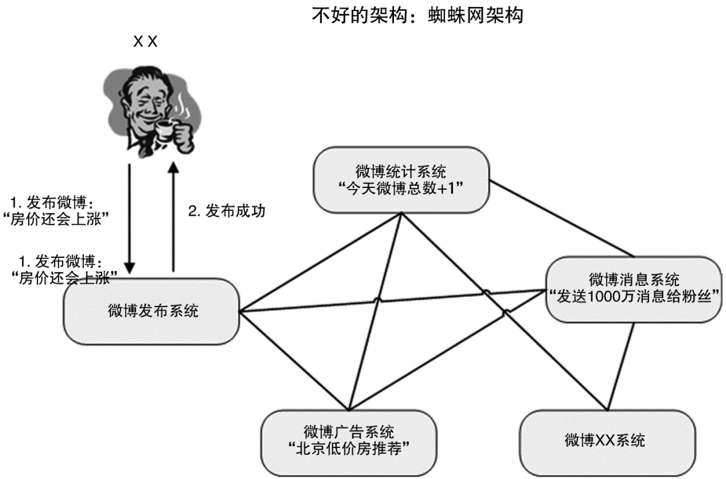 不好的架构：蜘蛛网架构
X X
1. 发布微博：
“房价还会上涨”
2. 发布成功
1. 发布微博：
“房价还会上涨”
微博发布系统
微博统计系统
“今天微博总数+1”
微博消息系统
“发送1000万消息给粉丝”
微博广告系统
“北京低价房推荐”
微博XX系统